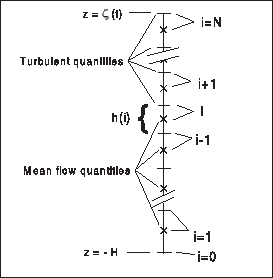 z = ζ (t)
i=N
Turbulent quantities
i+1
h(i)
i
i-1
Mean flow quantities
i=1
z = - H
i=0